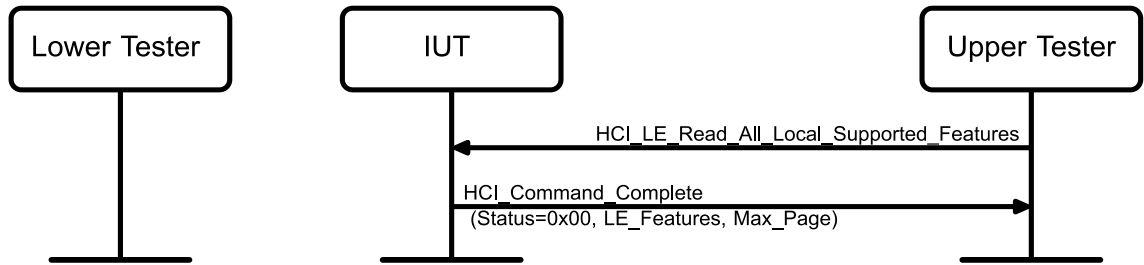 Lower Tester
IUT
Upper Tester
HCI_LE_Read_All_Local_Supported_Features
HCI_Command_Complete
(Status=0x00, LE_Features, Max_Page)